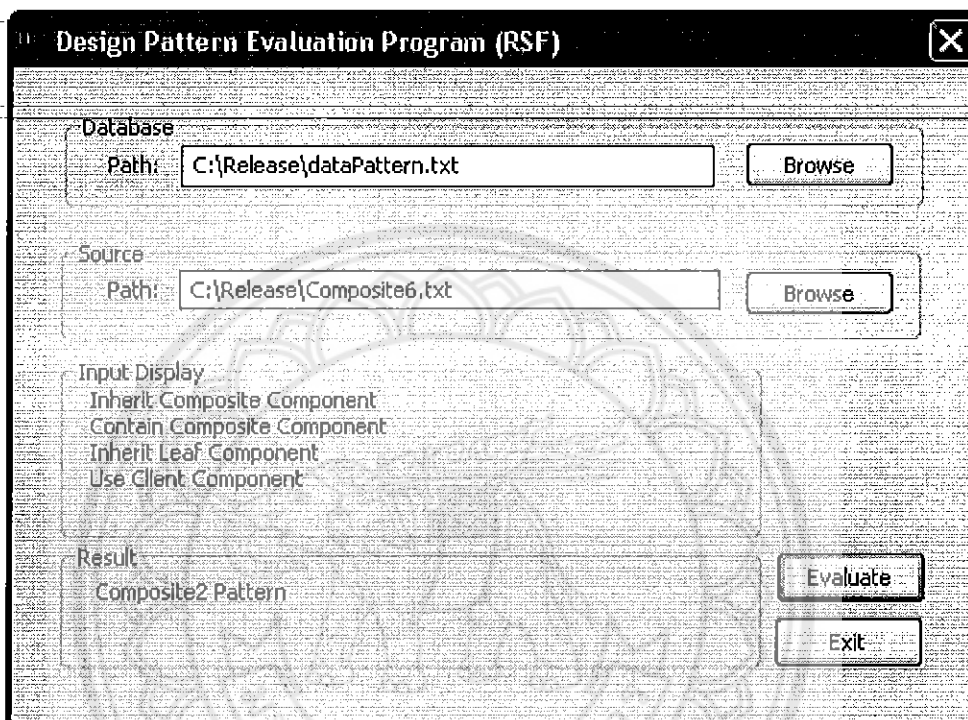 Design Pattern Evaluation Program (RSF)
Database
Path: C:\Release\dataPattern.txt Browse
Source
Path: C:\Release\Composite6.txt Browse
Input Display
Inherit Composite Component
Contain Composite Component
Inherit Leaf Component
Use Client Component
Result
Composite2 Pattern
Evaluate
Exit